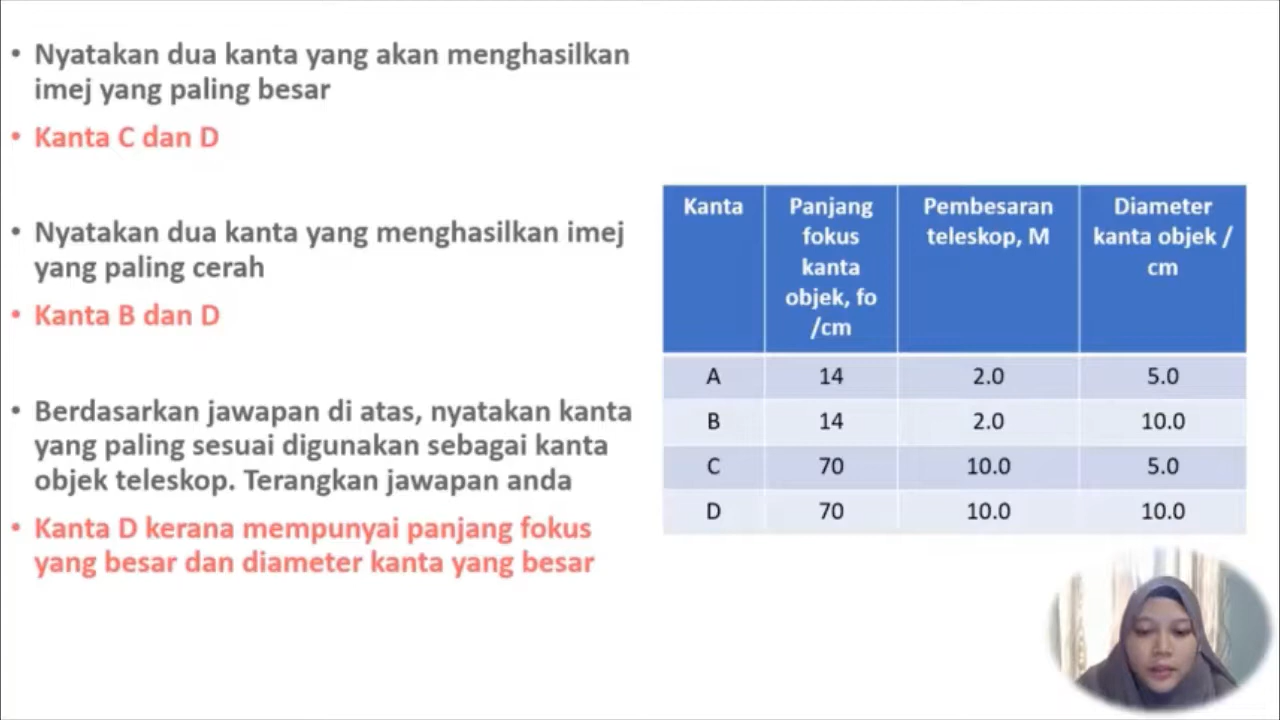 • Nyatakan dua kanta yang akan menghasilkan
imej yang paling besar
• Kanta C dan D
• Nyatakan dua kanta yang menghasilkan imej
yang paling cerah
• Kanta B dan D
• Berdasarkan jawapan di atas, nyatakan kanta
yang paling sesuai digunakan sebagai kanta
objek teleskop. Terangkan jawapan anda
• Kanta D kerana mempunyai panjang fokus
yang besar dan diameter kanta yang besar
Kanta
Panjang
fokus
kanta
objek, fo
/cm
Pembesaran
teleskop, M
Diameter
kanta objek /
cm
A 14 2.0 5.0
B 14 2.0 10.0
C 70 10.0 5.0
D 70 10.0 10.0